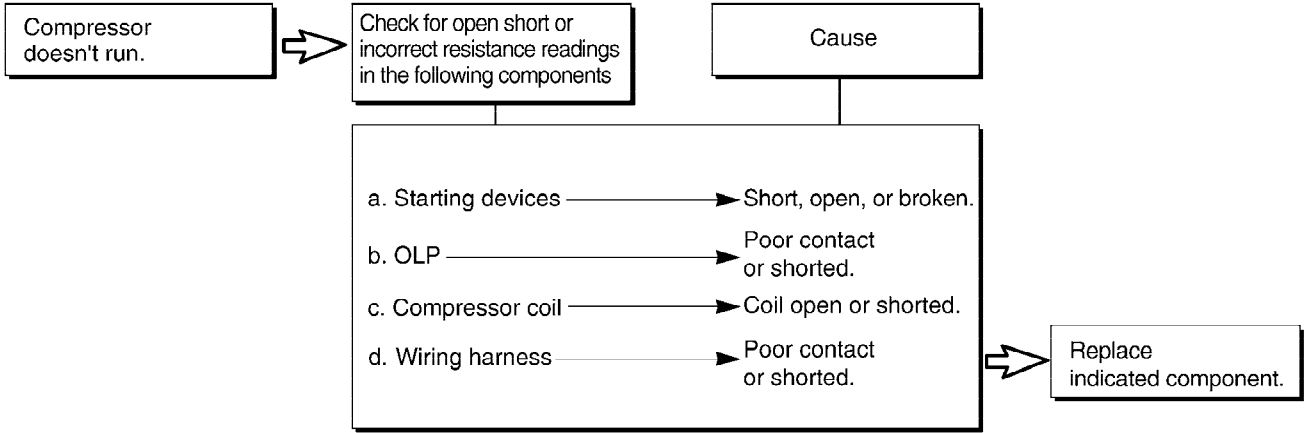 Compressor
doesn't run.
Check for open short or
incorrect resistance readings
in the following components
Cause
a. Starting devices
Short, open, or broken.
b. OLP
Poor contact
or shorted.
c. Compressor coil
Coil open or shorted.
d. Wiring harness
Poor contact
or shorted.
Replace
indicated component.